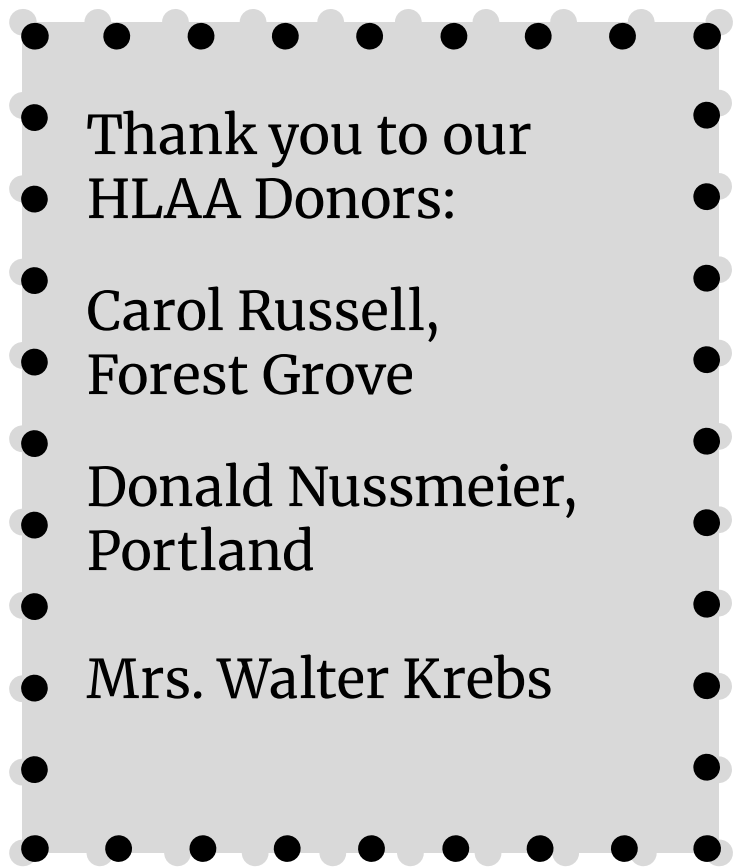 Thank you to our
HLAA Donors:
Carol Russell,
Forest Grove
Donald Nussmeier,
Portland
Mrs. Walter Krebs